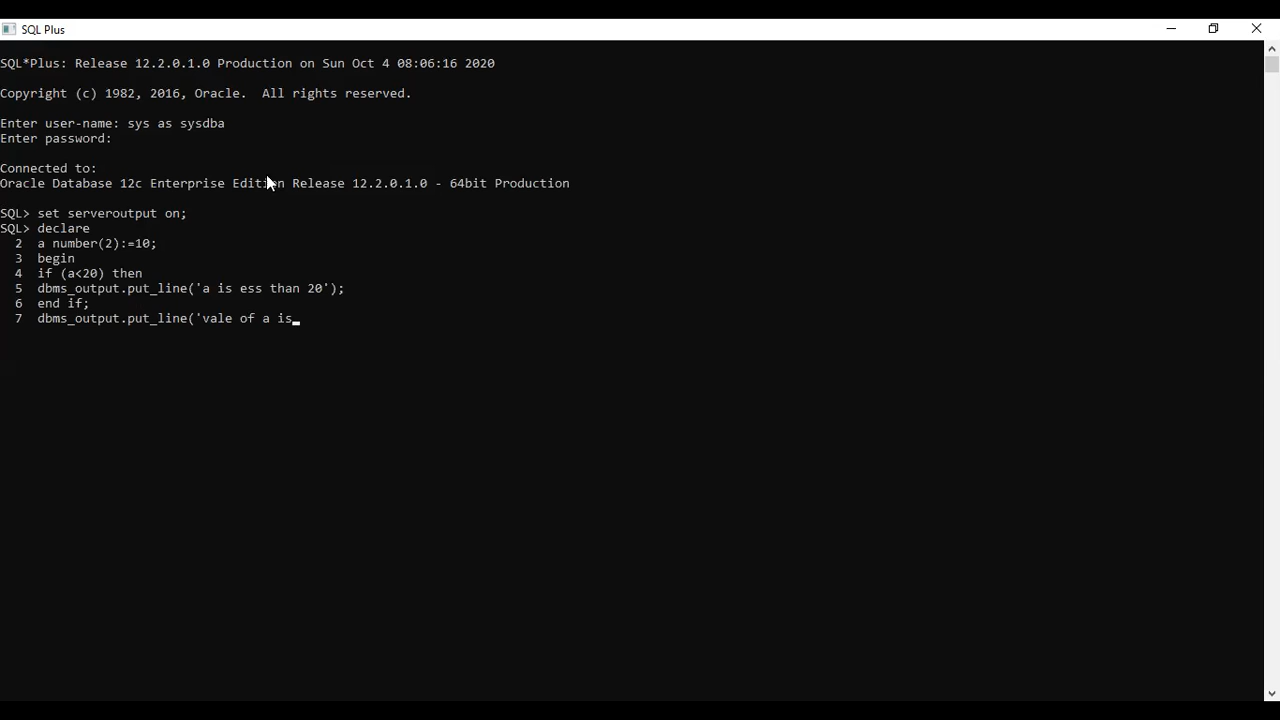 SQL Plus
SQL*Plus: Release 12.2.0.1.0 Production on Sun Oct 4 08:06:16 2020
Copyright (c) 1982, 2016, Oracle.  All rights reserved.
Enter user-name: sys as sysdba
Enter password:
Connected to:
Oracle Database 12c Enterprise Edition Release 12.2.0.1.0 - 64bit Production
SQL> set serveroutput on;
SQL> declare
  2  a number(2):=10;
  3  begin
  4  if (a<20) then
  5  dbms_output.put_line('a is ess than 20');
  6  end if;
  7  dbms_output.put_line('vale of a is